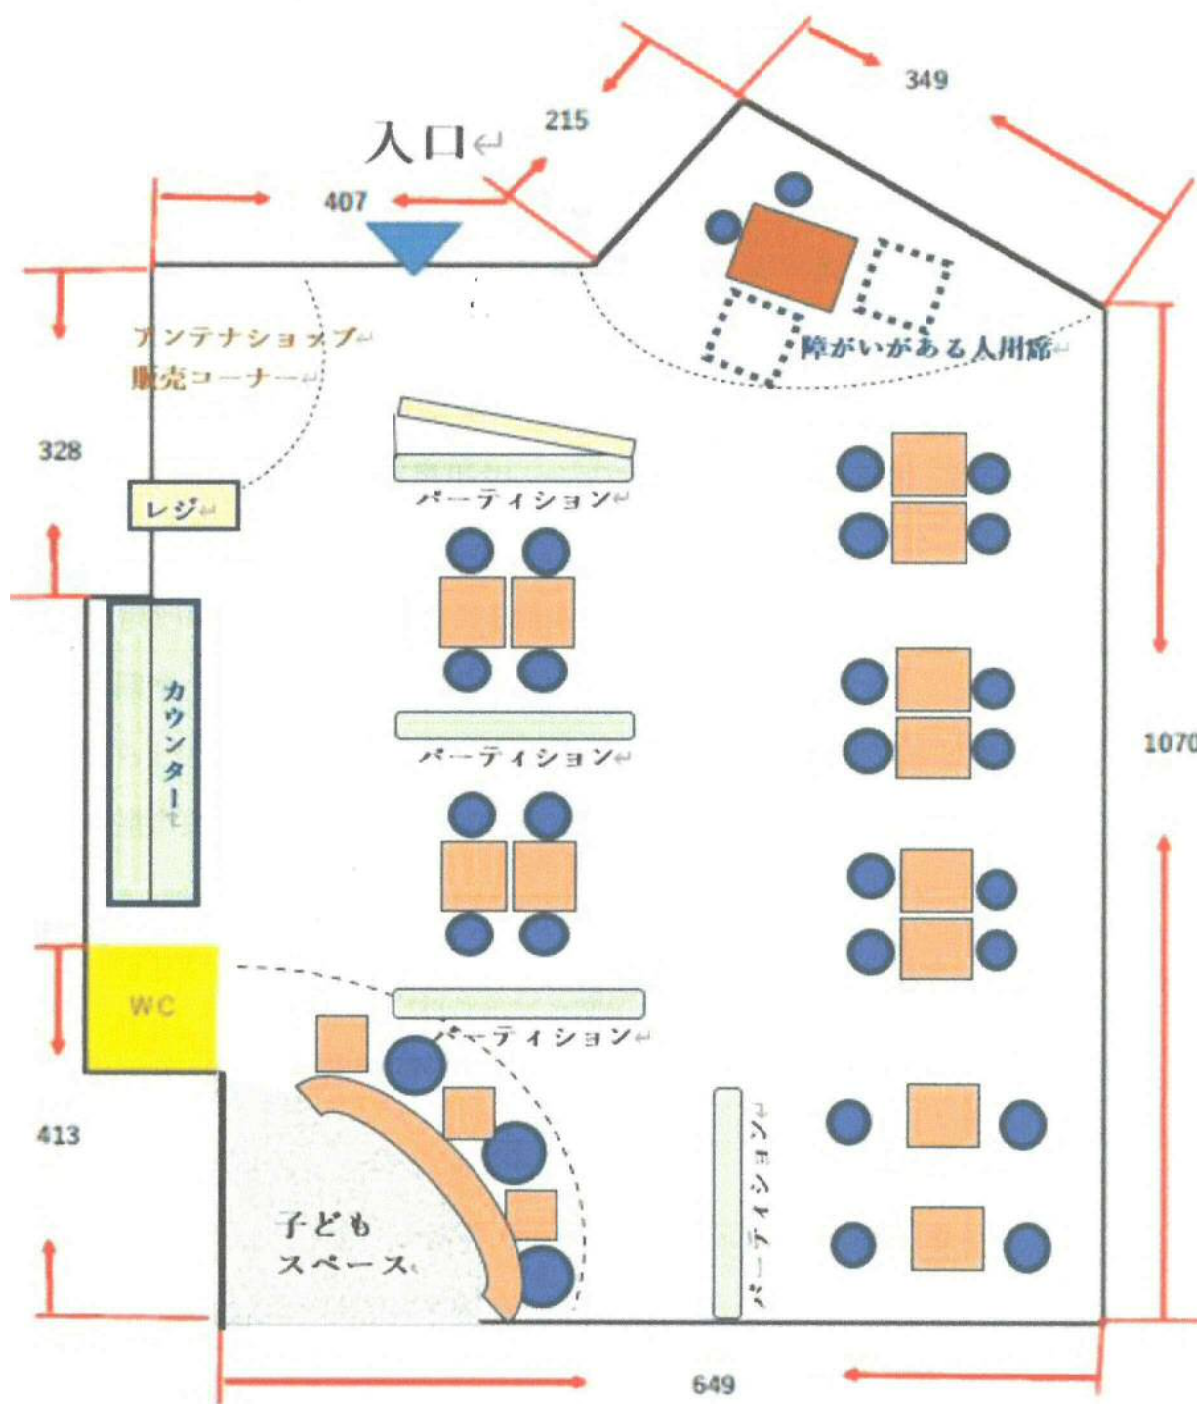 349
215
入口↵
407
アンテナショップ↵
販売コーナー↵
障がいがある人用席↵
328
レジ↵
パーティション↵
カウンター
パーティション↵
1070
WC
パーティション↵
413
パーティション↵
子ども
スペース
649